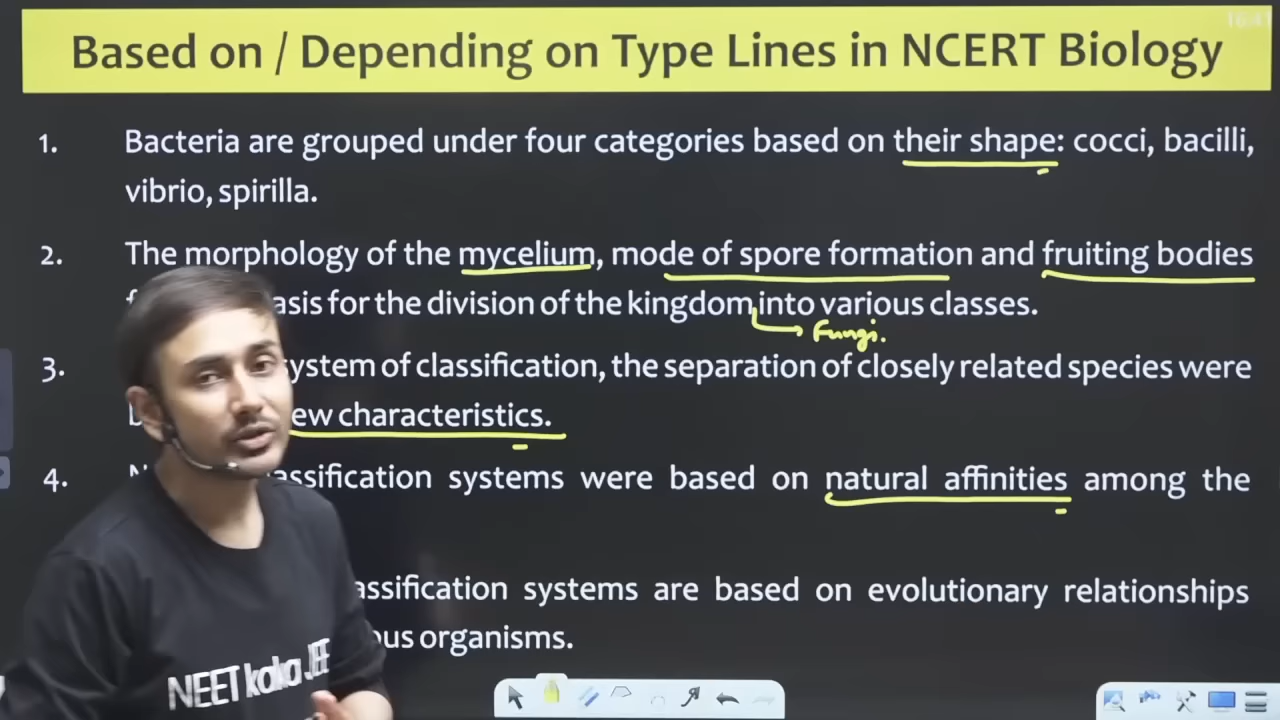 16:41
Based on / Depending on Type Lines in NCERT Biology
1. Bacteria are grouped under four categories based on their shape: cocci, bacilli,
vibrio, spirilla.
2. The morphology of the mycelium, mode of spore formation and fruiting bodies
asis for the division of the kingdom into various classes.
Fungi.
3. ystem of classification, the separation of closely related species were
ew characteristics.
4. assification systems were based on natural affinities among the
assification systems are based on evolutionary relationships
ous organisms.
NEET kaka JEE